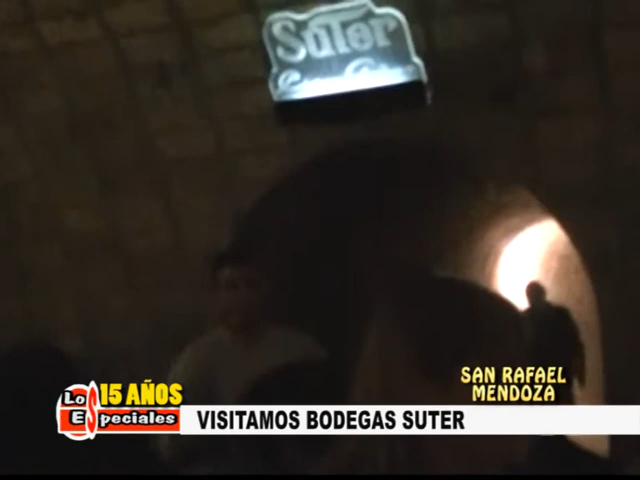 Suter
15 AÑOS
Los Especiales
SAN RAFAEL
MENDOZA
VISITAMOS BODEGAS SUTER